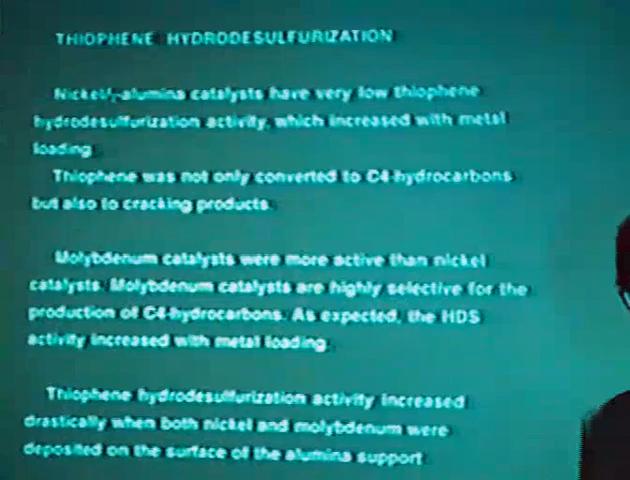 THIOPHENE HYDRODESULFURIZATION
Nickel/γ-alumina catalysts have very low thiophene
hydrodesulfurization activity, which increased with metal
loading.
Thiophene was not only converted to C4-hydrocarbons
but also to cracking products.
Molybdenum catalysts were more active than nickel
catalysts. Molybdenum catalysts are highly selective for the
production of C4-hydrocarbons. As expected, the HDS
activity increased with metal loading.
Thiophene hydrodesulfurization activity increased
drastically when both nickel and molybdenum were
deposited on the surface of the alumina support.